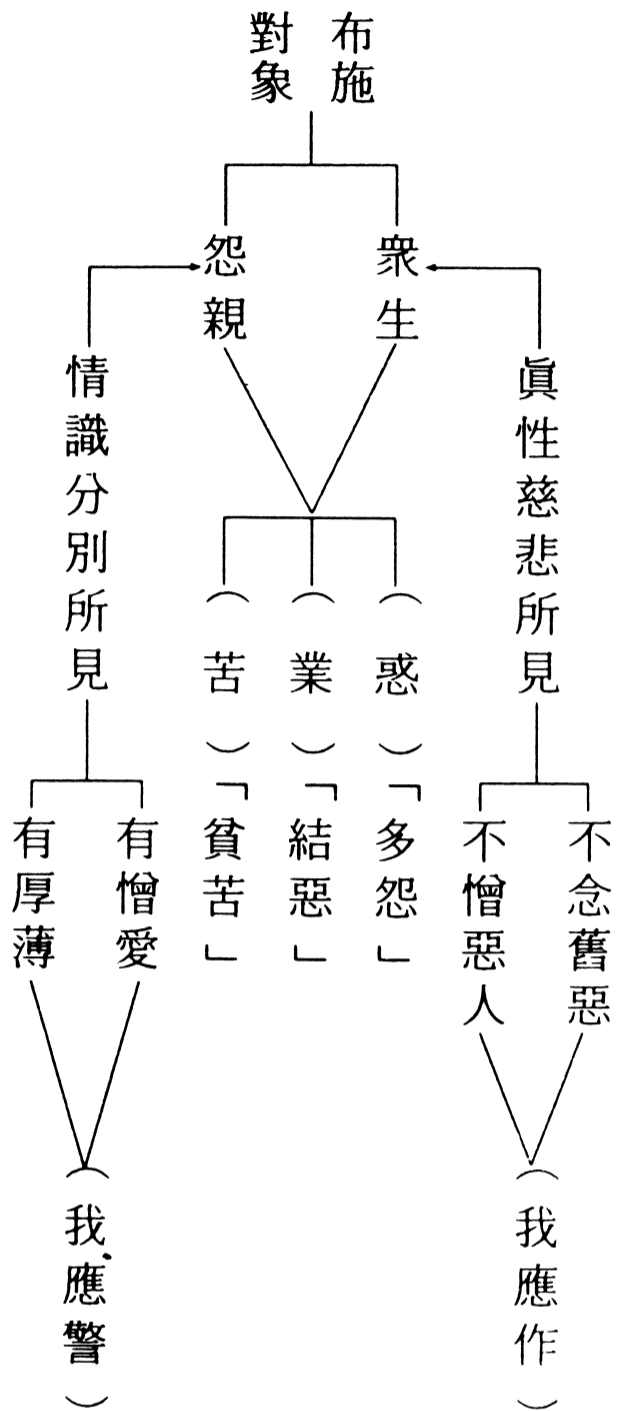 布施
對象
衆生
怨親
眞性慈悲所見
情識分別所見
（惑）「多怨」
（業）「結惡」
（苦）「貧苦」
不念舊惡
不憎惡人
有憎愛
有厚薄
（我應作）
（我應警）